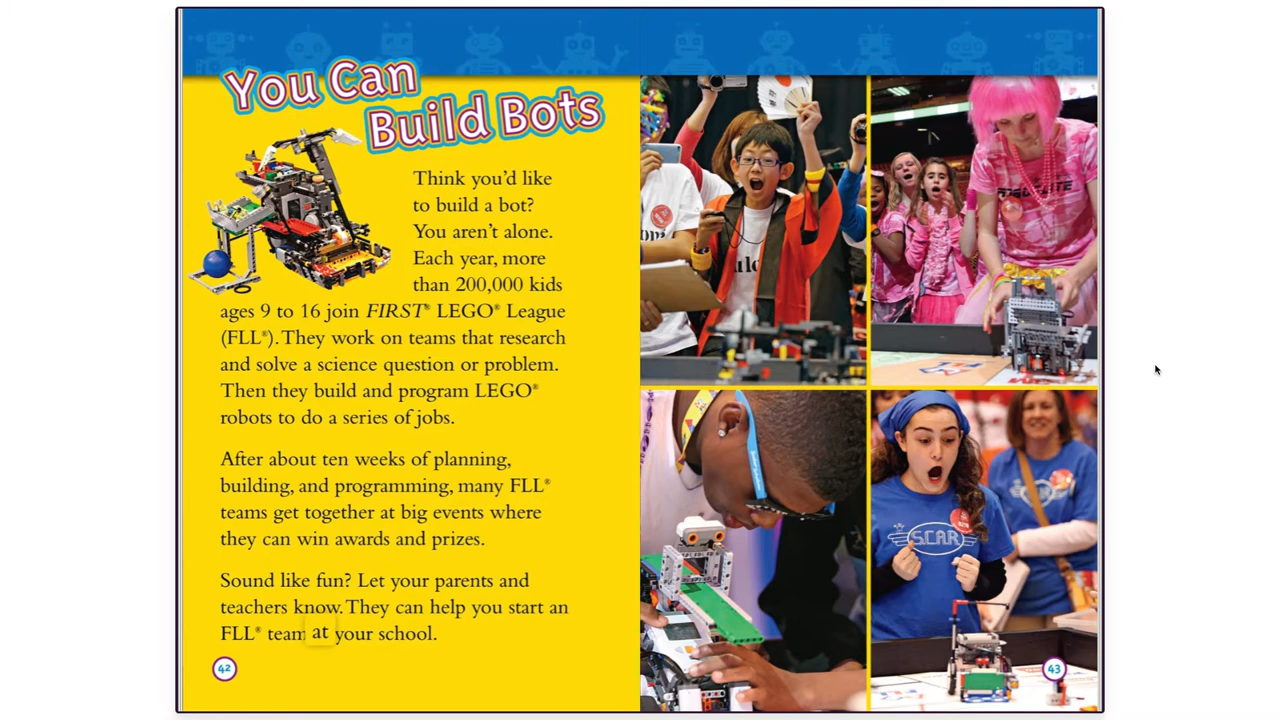 You Can
Build Bots
Think you'd like
to build a bot?
You aren't alone.
Each year, more
than 200,000 kids
ages 9 to 16 join FIRST® LEGO® League
(FLL®). They work on teams that research
and solve a science question or problem.
Then they build and program LEGO®
robots to do a series of jobs.
After about ten weeks of planning,
building, and programming, many FLL®
teams get together at big events where
they can win awards and prizes.
Sound like fun? Let your parents and
teachers know. They can help you start an
FLL® team at your school.
42
S.C.A.R
SCAR
43